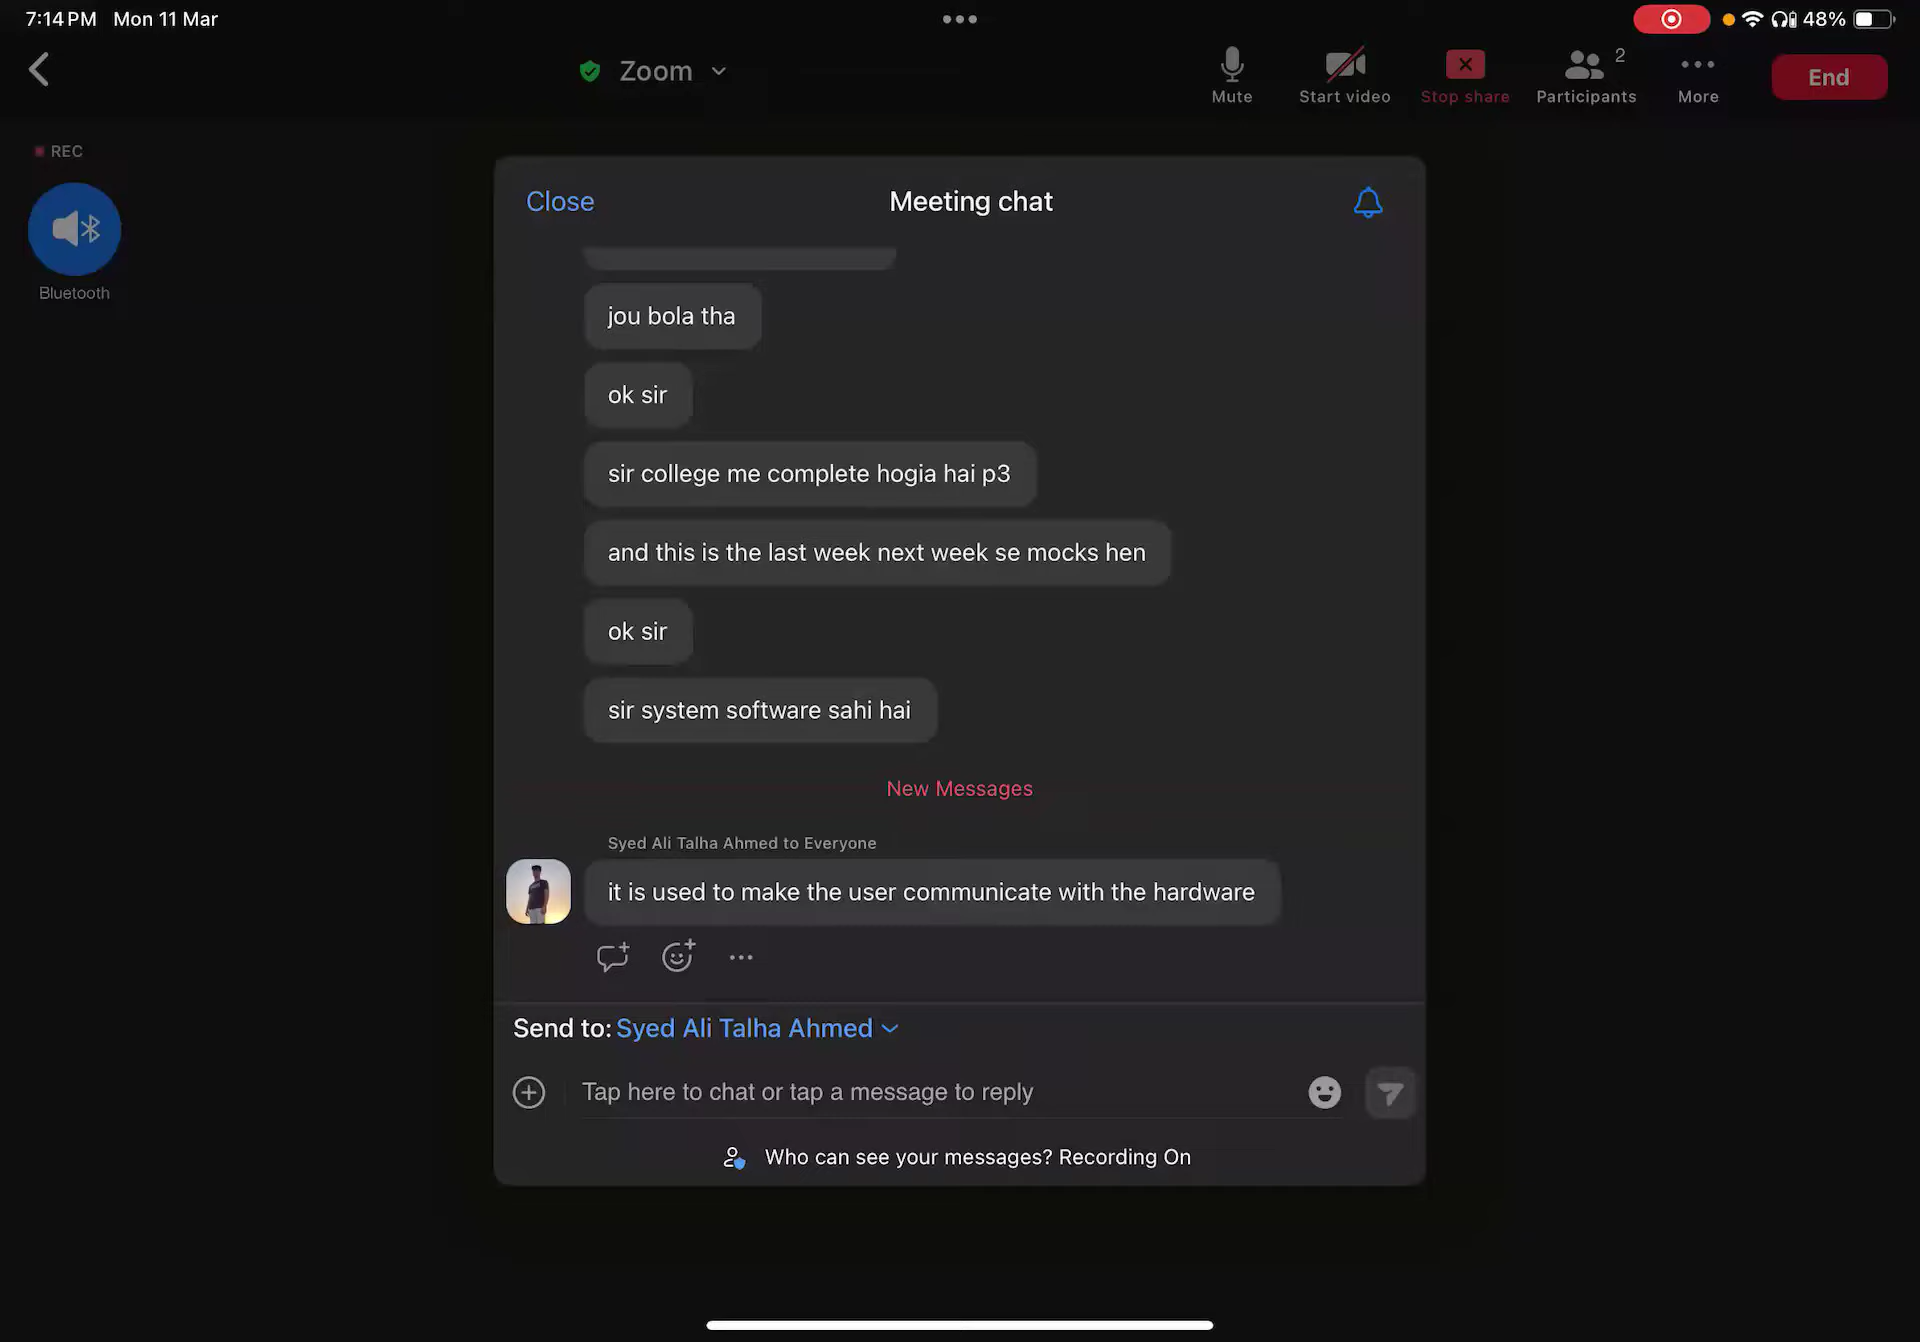 7:14 PM Mon 11 Mar
48%
Zoom
Mute
Start video
Stop share
Participants
2
More
End
REC
Bluetooth
Close
Meeting chat
jou bola tha
ok sir
sir college me complete hogia hai p3
and this is the last week next week se mocks hen
ok sir
sir system software sahi hai
New Messages
Syed Ali Talha Ahmed to Everyone
it is used to make the user communicate with the hardware
Send to: Syed Ali Talha Ahmed
Tap here to chat or tap a message to reply
Who can see your messages? Recording On